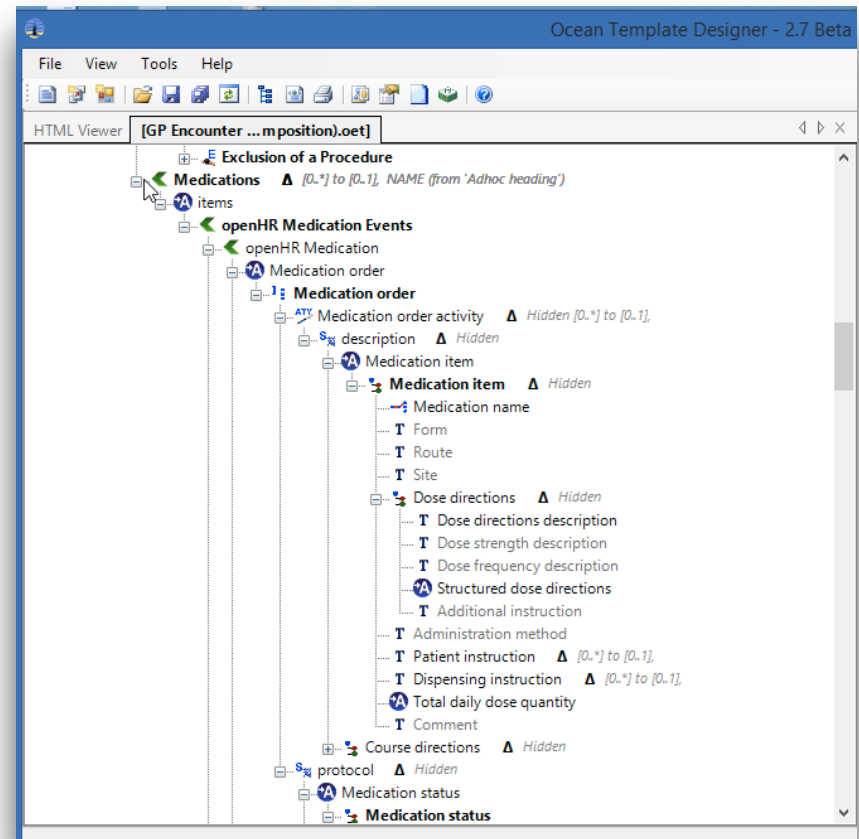 Ocean Template Designer - 2.7 Beta
File View Tools Help
HTML Viewer [GP Encounter ...mposition).oet]
Exclusion of a Procedure
Medications Δ [0..*] to [0..1], NAME (from 'Adhoc heading')
items
openHR Medication Events
openHR Medication
Medication order
Medication order
Medication order activity Δ Hidden [0..*] to [0..1],
description Δ Hidden
Medication item
Medication item Δ Hidden
Medication name
T Form
T Route
T Site
Dose directions Δ Hidden
T Dose directions description
T Dose strength description
T Dose frequency description
Structured dose directions
T Additional instruction
T Administration method
T Patient instruction Δ [0..*] to [0..1],
T Dispensing instruction Δ [0..*] to [0..1],
Total daily dose quantity
T Comment
Course directions Δ Hidden
protocol Δ Hidden
Medication status
Medication status